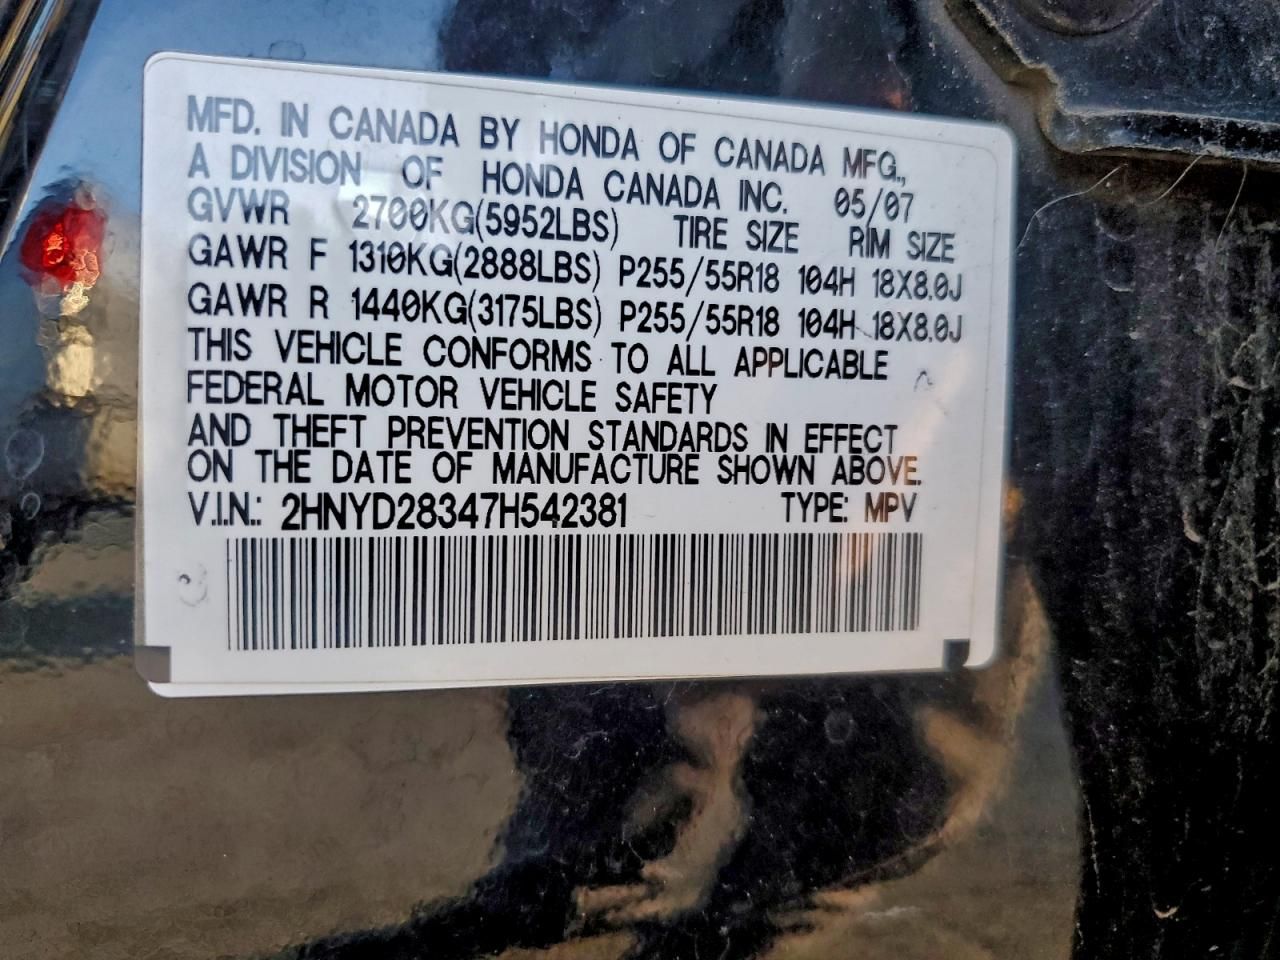 MFD. IN CANADA BY HONDA OF CANADA MFG.,
A DIVISION OF HONDA CANADA INC. 05/07
GVWR 2700KG(5952LBS) TIRE SIZE RIM SIZE
GAWR F 1310KG(2888LBS) P255/55R18 104H 18X8.0J
GAWR R 1440KG(3175LBS) P255/55R18 104H 18X8.0J
THIS VEHICLE CONFORMS TO ALL APPLICABLE
FEDERAL MOTOR VEHICLE SAFETY
AND THEFT PREVENTION STANDARDS IN EFFECT
ON THE DATE OF MANUFACTURE SHOWN ABOVE.
V.I.N.: 2HNYD28347H542381 TYPE: MPV